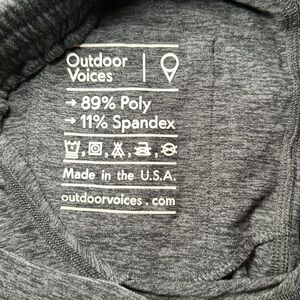 Outdoor
Voices
→ 89% Poly
→ 11% Spandex
Made in the U.S.A.
outdoorvoices.com